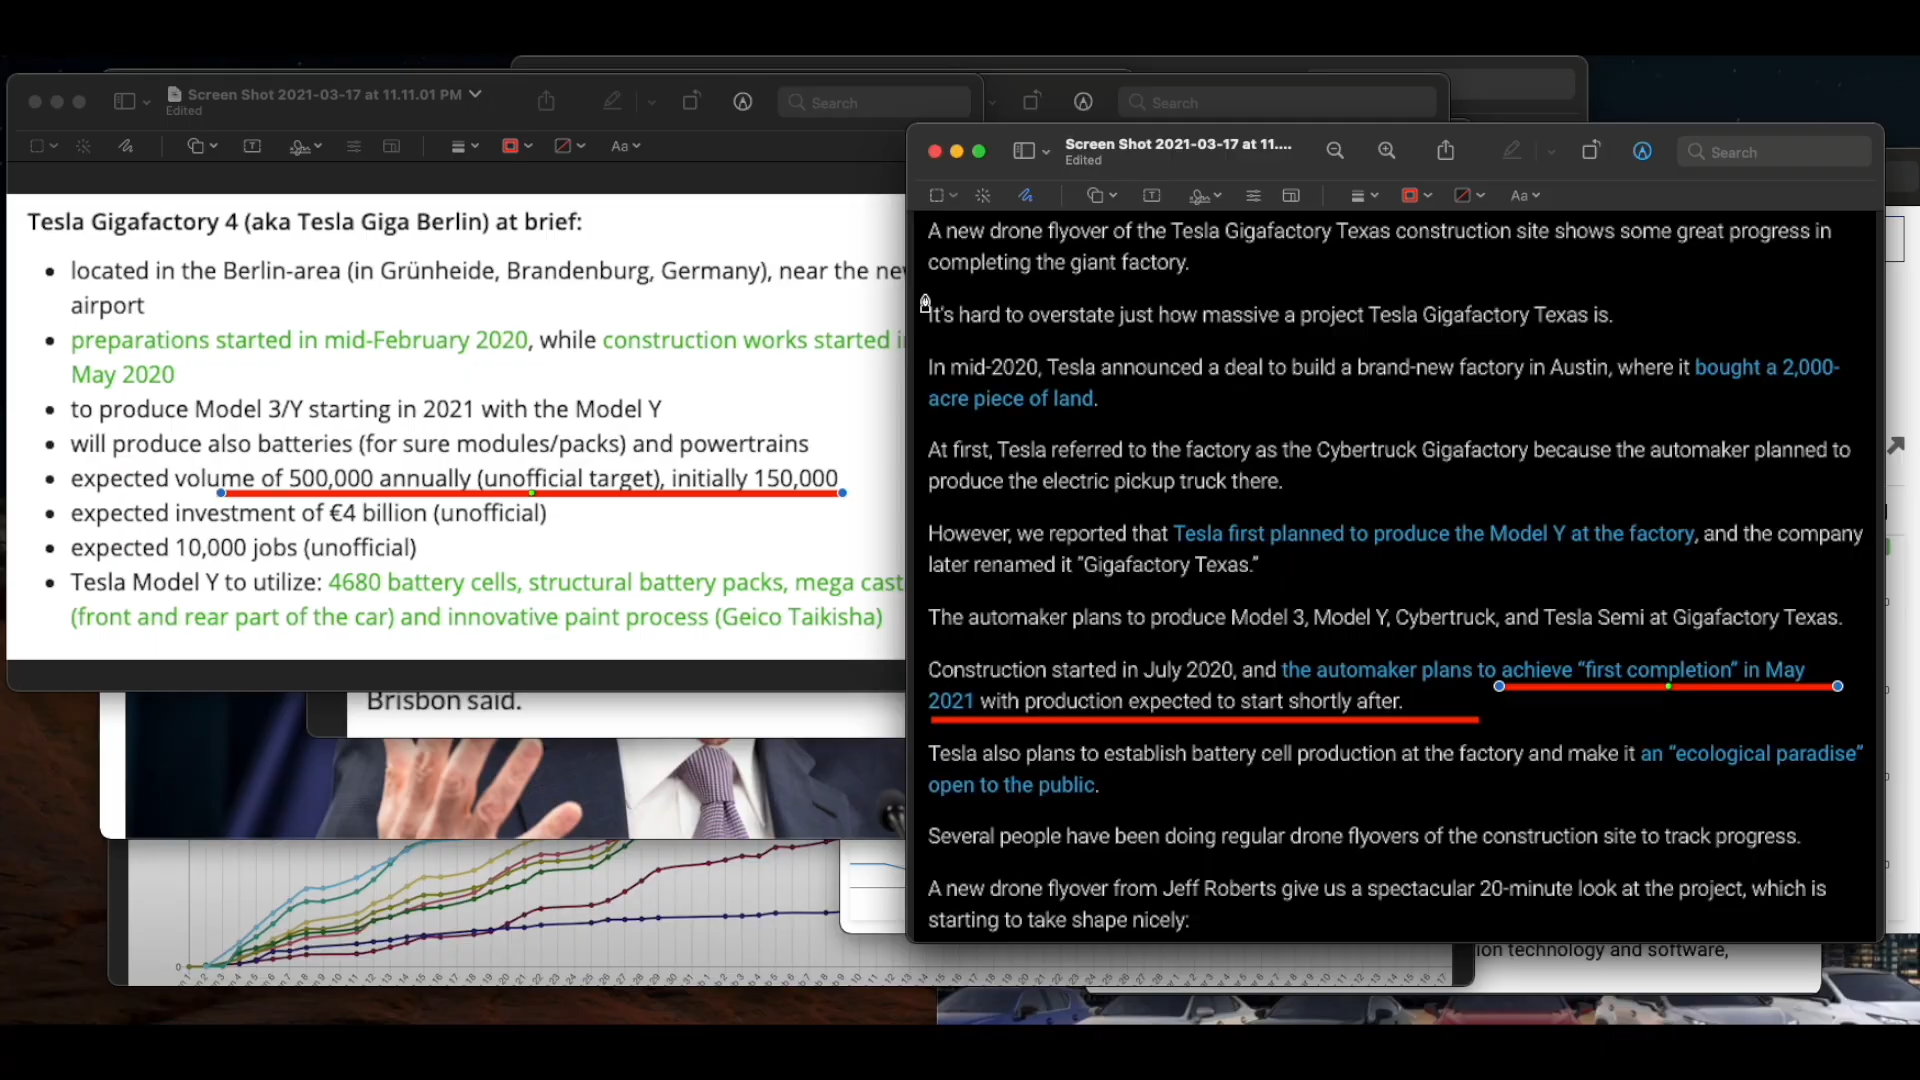 Screen Shot 2021-03-17 at 11.11.01 PM
Edited
Search
Aa
Search
Tesla Gigafactory 4 (aka Tesla Giga Berlin) at brief:
• located in the Berlin-area (in Grünheide, Brandenburg, Germany), near the
airport
• preparations started in mid-February 2020, while construction works started
May 2020
• to produce Model 3/Y starting in 2021 with the Model Y
• will produce also batteries (for sure modules/packs) and powertrains
• expected volume of 500,000 annually (unofficial target), initially 150,000
• expected investment of €4 billion (unofficial)
• expected 10,000 jobs (unofficial)
• Tesla Model Y to utilize: 4680 battery cells, structural battery packs, mega cast
(front and rear part of the car) and innovative paint process (Geico Taikisha)
Brisbon said.
0
Screen Shot 2021-03-17 at 11....
Edited
Search
Aa
A new drone flyover of the Tesla Gigafactory Texas construction site shows some great progress in
completing the giant factory.
It's hard to overstate just how massive a project Tesla Gigafactory Texas is.
In mid-2020, Tesla announced a deal to build a brand-new factory in Austin, where it bought a 2,000-
acre piece of land.
At first, Tesla referred to the factory as the Cybertruck Gigafactory because the automaker planned to
produce the electric pickup truck there.
However, we reported that Tesla first planned to produce the Model Y at the factory, and the company
later renamed it "Gigafactory Texas."
The automaker plans to produce Model 3, Model Y, Cybertruck, and Tesla Semi at Gigafactory Texas.
Construction started in July 2020, and the automaker plans to achieve “first completion” in May
2021 with production expected to start shortly after.
Tesla also plans to establish battery cell production at the factory and make it an “ecological paradise”
open to the public.
Several people have been doing regular drone flyovers of the construction site to track progress.
A new drone flyover from Jeff Roberts give us a spectacular 20-minute look at the project, which is
starting to take shape nicely:
ion technology and software,